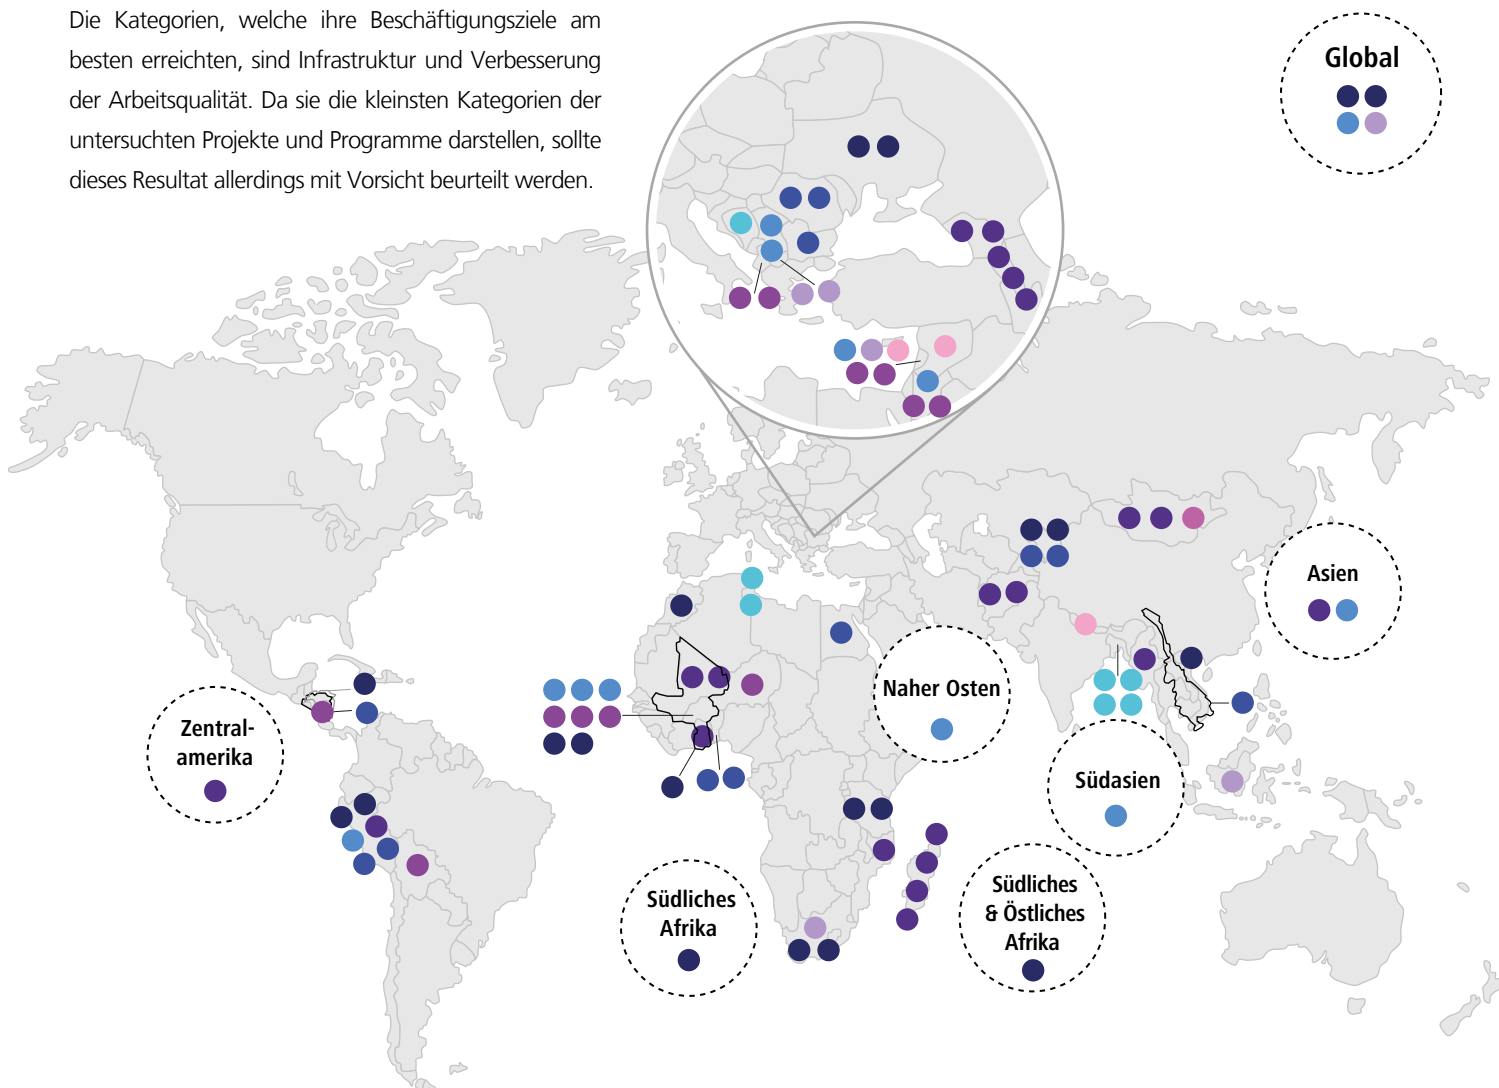 Die Kategorien, welche ihre Beschäftigungsziele am
besten erreichten, sind Infrastruktur und Verbesserung
der Arbeitsqualität. Da sie die kleinsten Kategorien der
untersuchten Projekte und Programme darstellen, sollte
dieses Resultat allerdings mit Vorsicht beurteilt werden.
Global
Asien
Naher Osten
Zentral-
amerika
Südasien
Südliches
Afrika
Südliches
& Östliches
Afrika